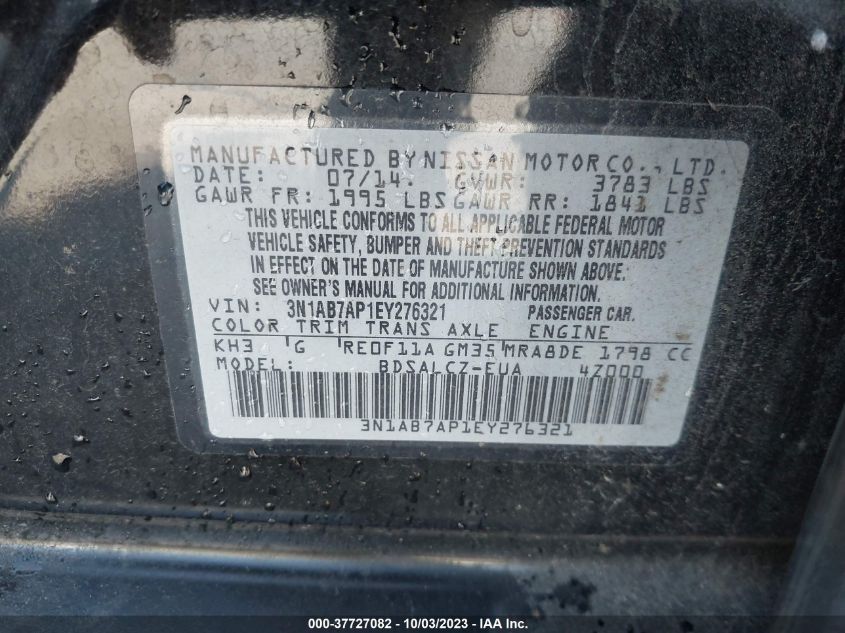 MANUFACTURED BY NISSAN MOTOR CO., LTD.
DATE: 07/14. GVWR: 3783 LBS
GAWR FR: 1995 LBS GAWR RR: 1841 LBS
THIS VEHICLE CONFORMS TO ALL APPLICABLE FEDERAL MOTOR
VEHICLE SAFETY, BUMPER AND THEFT PREVENTION STANDARDS
IN EFFECT ON THE DATE OF MANUFACTURE SHOWN ABOVE.
SEE OWNER'S MANUAL FOR ADDITIONAL INFORMATION.
VIN: 3N1AB7AP1EY276321 PASSENGER CAR.
COLOR TRIM TRANS AXLE ENGINE
KH3 G RE0F11A GM35 MRA8DE 1798 CC
MODEL: BDSALCZ-EUA 4Z000
3N1AB7AP1EY276321
000-37727082 - 10/03/2023 - © IAA Inc.